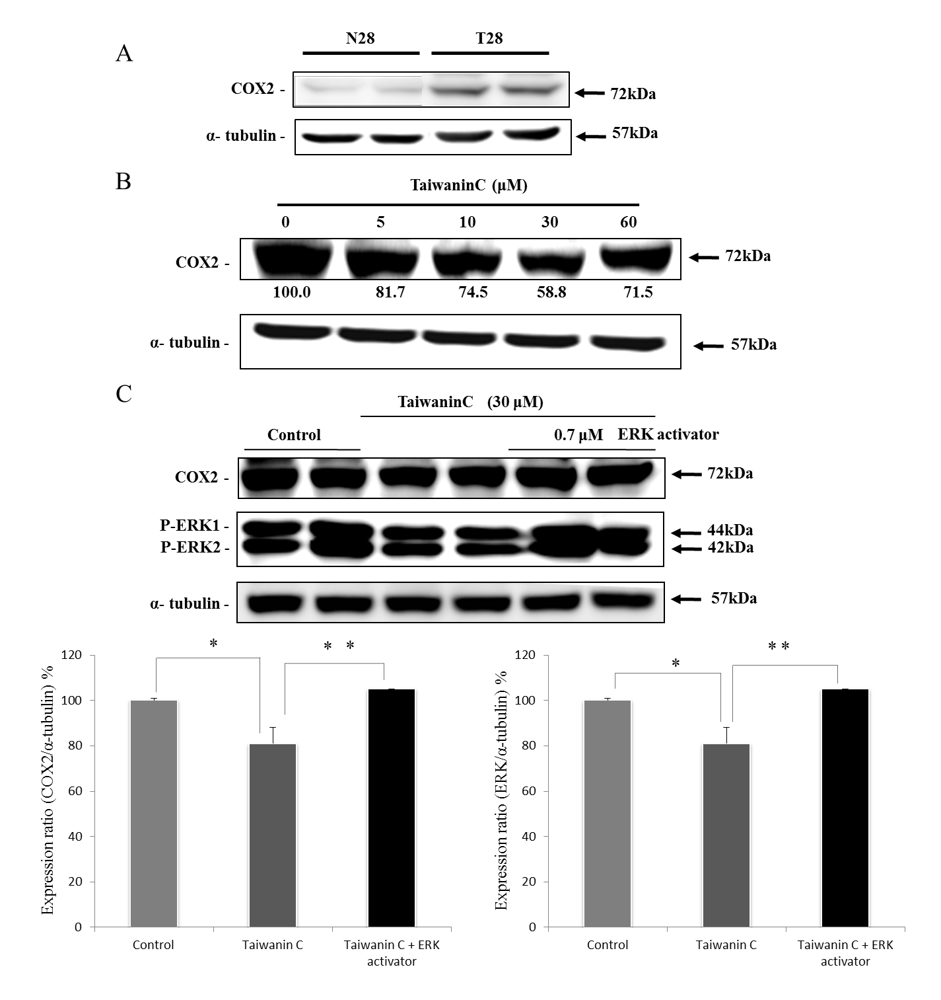 A
N28 T28
COX2 - 72kDa
α- tubulin - 57kDa
B
TaiwaninC (µM)
0 5 10 30 60
COX2 - 72kDa
100.0 81.7 74.5 58.8 71.5
α- tubulin - 57kDa
C
TaiwaninC (30 µM)
Control 0.7 µM ERK activator
COX2 - 72kDa
P-ERK1 - 44kDa
P-ERK2 - 42kDa
α- tubulin - 57kDa
* * *
Expression ratio (COX2/α-tubulin) %
120
100
80
60
40
20
0
Control Taiwanin C Taiwanin C + ERK
activator
* * *
Expression ratio (ERK/α-tubulin) %
120
100
80
60
40
20
0
Control Taiwanin C Taiwanin C + ERK
activator